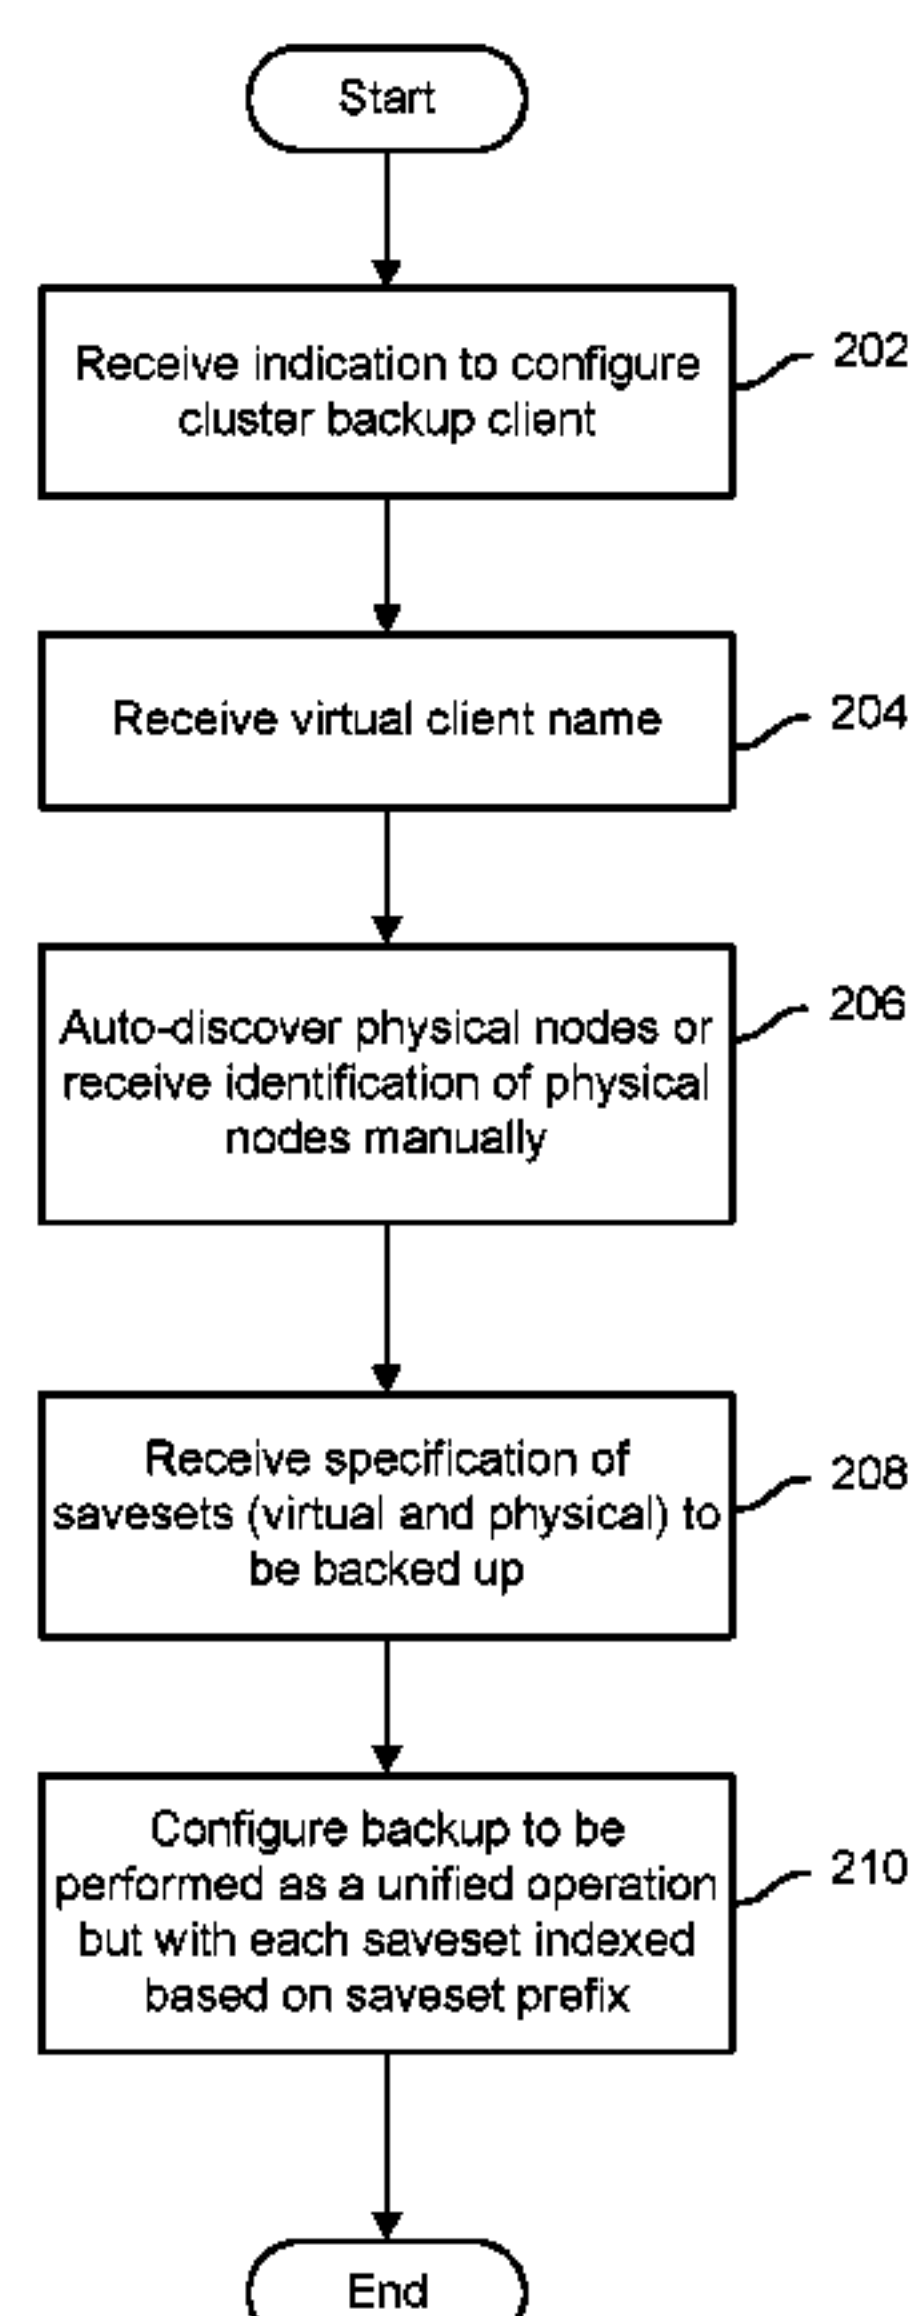 Start
Receive indication to configure
cluster backup client
202
Receive virtual client name
204
Auto-discover physical nodes or
receive identification of physical
nodes manually
206
Receive specification of
savesets (virtual and physical) to
be backed up
208
Configure backup to be
performed as a unified operation
but with each saveset indexed
based on saveset prefix
210
End